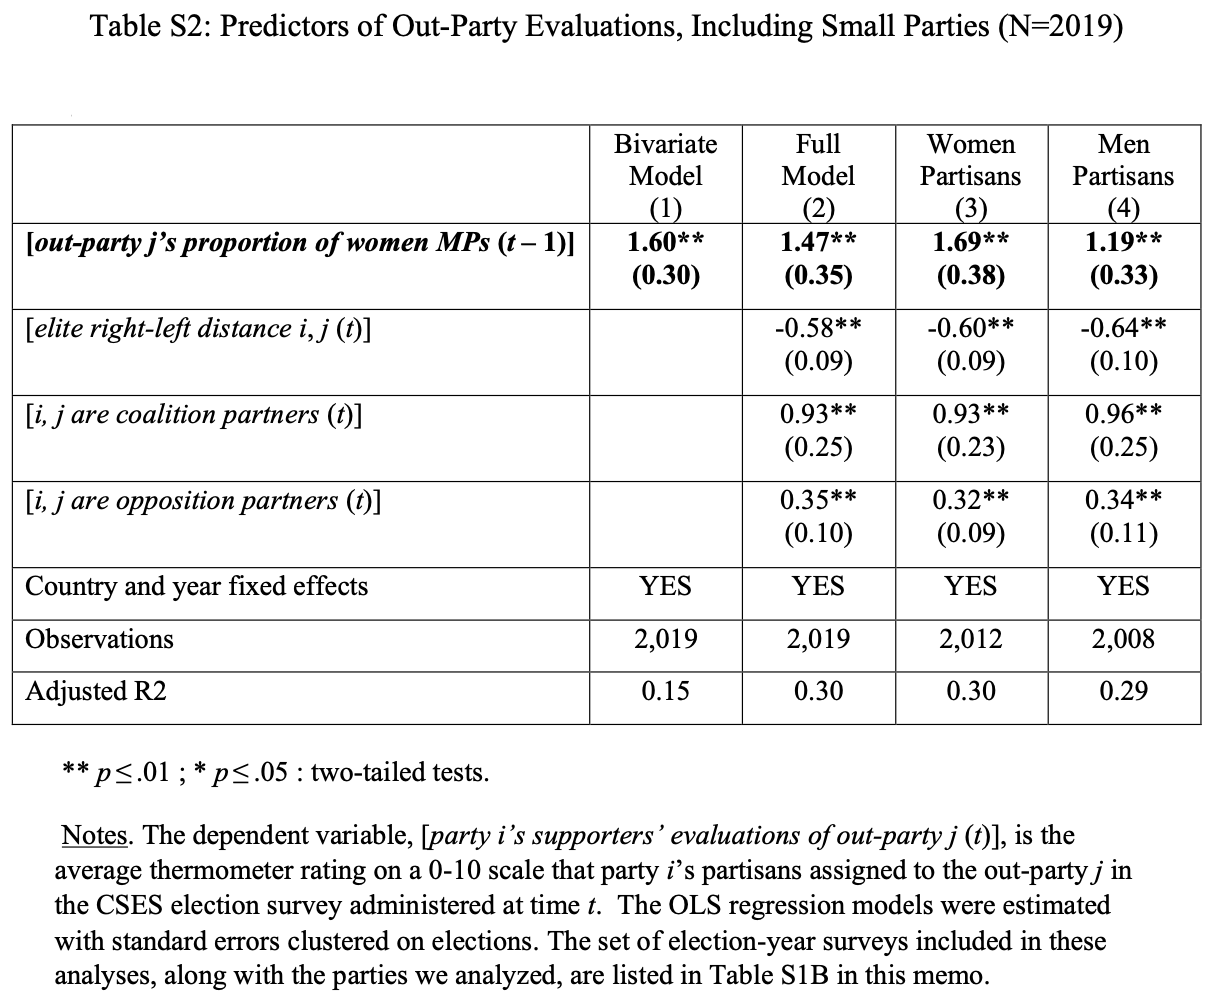 Table S2: Predictors of Out-Party Evaluations, Including Small Parties (N=2019)
Bivariate Model (1) Full Model (2) Women Partisans (3) Men Partisans (4)
[out-party j's proportion of women MPs (t – 1)] 1.60** 1.47** 1.69** 1.19**
(0.30) (0.35) (0.38) (0.33)
[elite right-left distance i, j (t)] -0.58** -0.60** -0.64**
(0.09) (0.09) (0.10)
[i, j are coalition partners (t)] 0.93** 0.93** 0.96**
(0.25) (0.23) (0.25)
[i, j are opposition partners (t)] 0.35** 0.32** 0.34**
(0.10) (0.09) (0.11)
Country and year fixed effects YES YES YES YES
Observations 2,019 2,019 2,012 2,008
Adjusted R2 0.15 0.30 0.30 0.29
** p≤.01 ; * p≤.05 : two-tailed tests.
Notes. The dependent variable, [party i's supporters' evaluations of out-party j (t)], is the
average thermometer rating on a 0-10 scale that party i's partisans assigned to the out-party j in
the CSES election survey administered at time t. The OLS regression models were estimated
with standard errors clustered on elections. The set of election-year surveys included in these
analyses, along with the parties we analyzed, are listed in Table S1B in this memo.